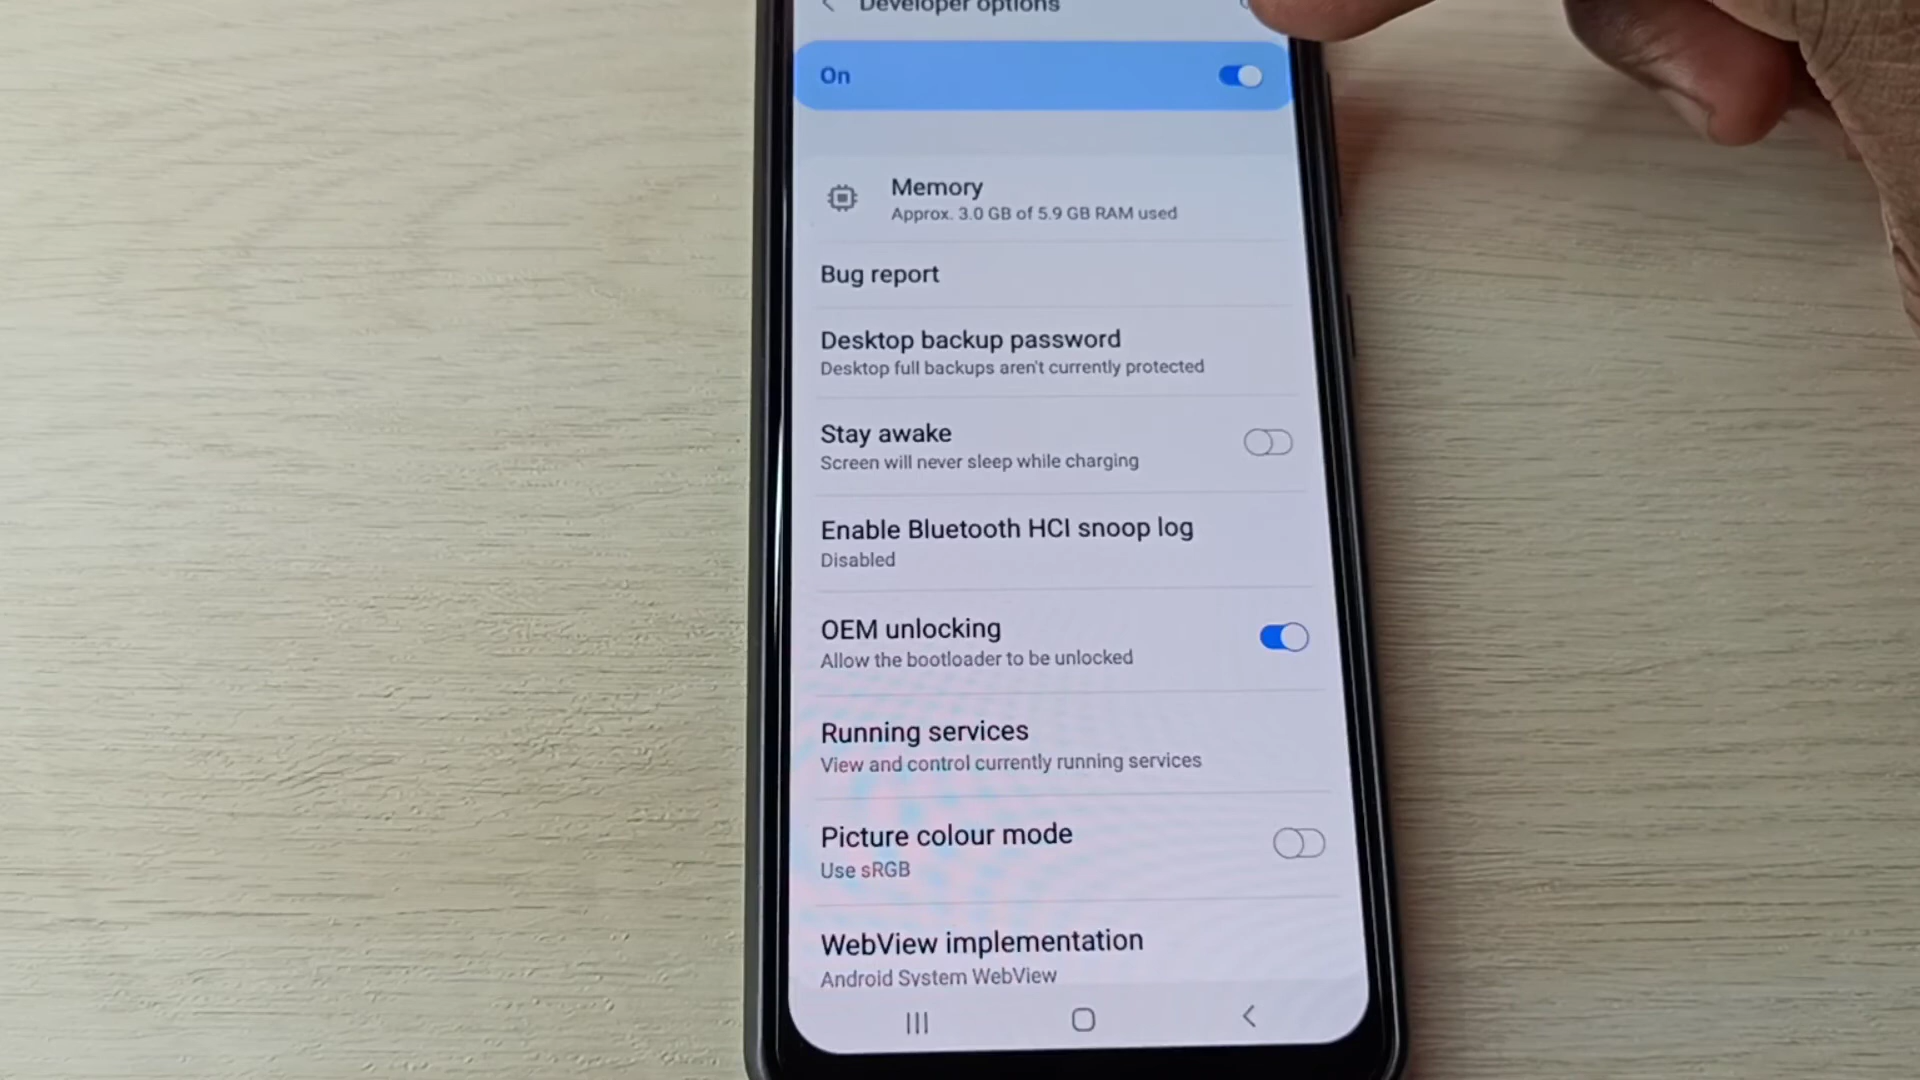 Developer options
On
Memory
Approx. 3.0 GB of 5.9 GB RAM used
Bug report
Desktop backup password
Desktop full backups aren't currently protected
Stay awake
Screen will never sleep while charging
Enable Bluetooth HCI snoop log
Disabled
OEM unlocking
Allow the bootloader to be unlocked
Running services
View and control currently running services
Picture colour mode
Use sRGB
WebView implementation
Android System WebView